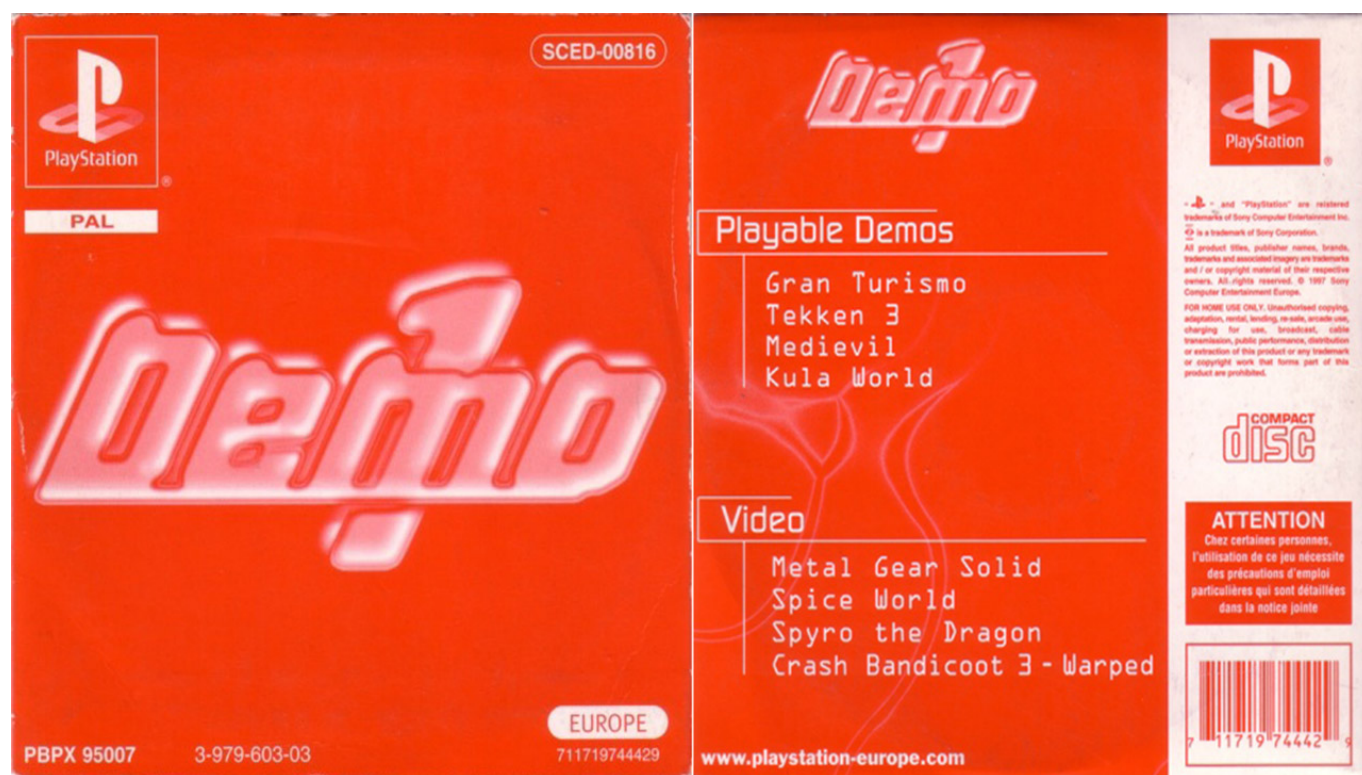 SCED-00816
PlayStation
®
PAL
Demo 1
EUROPE
PBPX 95007
3-979-603-03
711719744429
Demo 1
Playable Demos
Gran Turismo
Tekken 3
Medievil
Kula World
Video
Metal Gear Solid
Spice World
Spyro the Dragon
Crash Bandicoot 3 - Warped
www.playstation-europe.com
PlayStation
®
" " and "PlayStation" are reistered
trademarks of Sony Computer Entertainment Inc.
is a trademark of Sony Corporation.
All product titles, publisher names, brands,
trademarks and associated imagery are trademarks
and / or copyright material of their respective
owners. All rights reserved. © 1997 Sony
Computer Entertainment Europe.
FOR HOME USE ONLY. Unauthorised copying,
adaptation, rental, lending, re-sale, arcade use,
charging for use, broadcast, cable
transmission, public performance, distribution
or extraction of this product or any trademark
or copyright work that forms part of this
product are prohibited.
COMPACT
disc
ATTENTION
Chez certaines personnes,
l'utilisation de ce jeu nécessite
des précautions d'emploi
particulières qui sont détaillées
dans la notice jointe
7 11719 74442 9